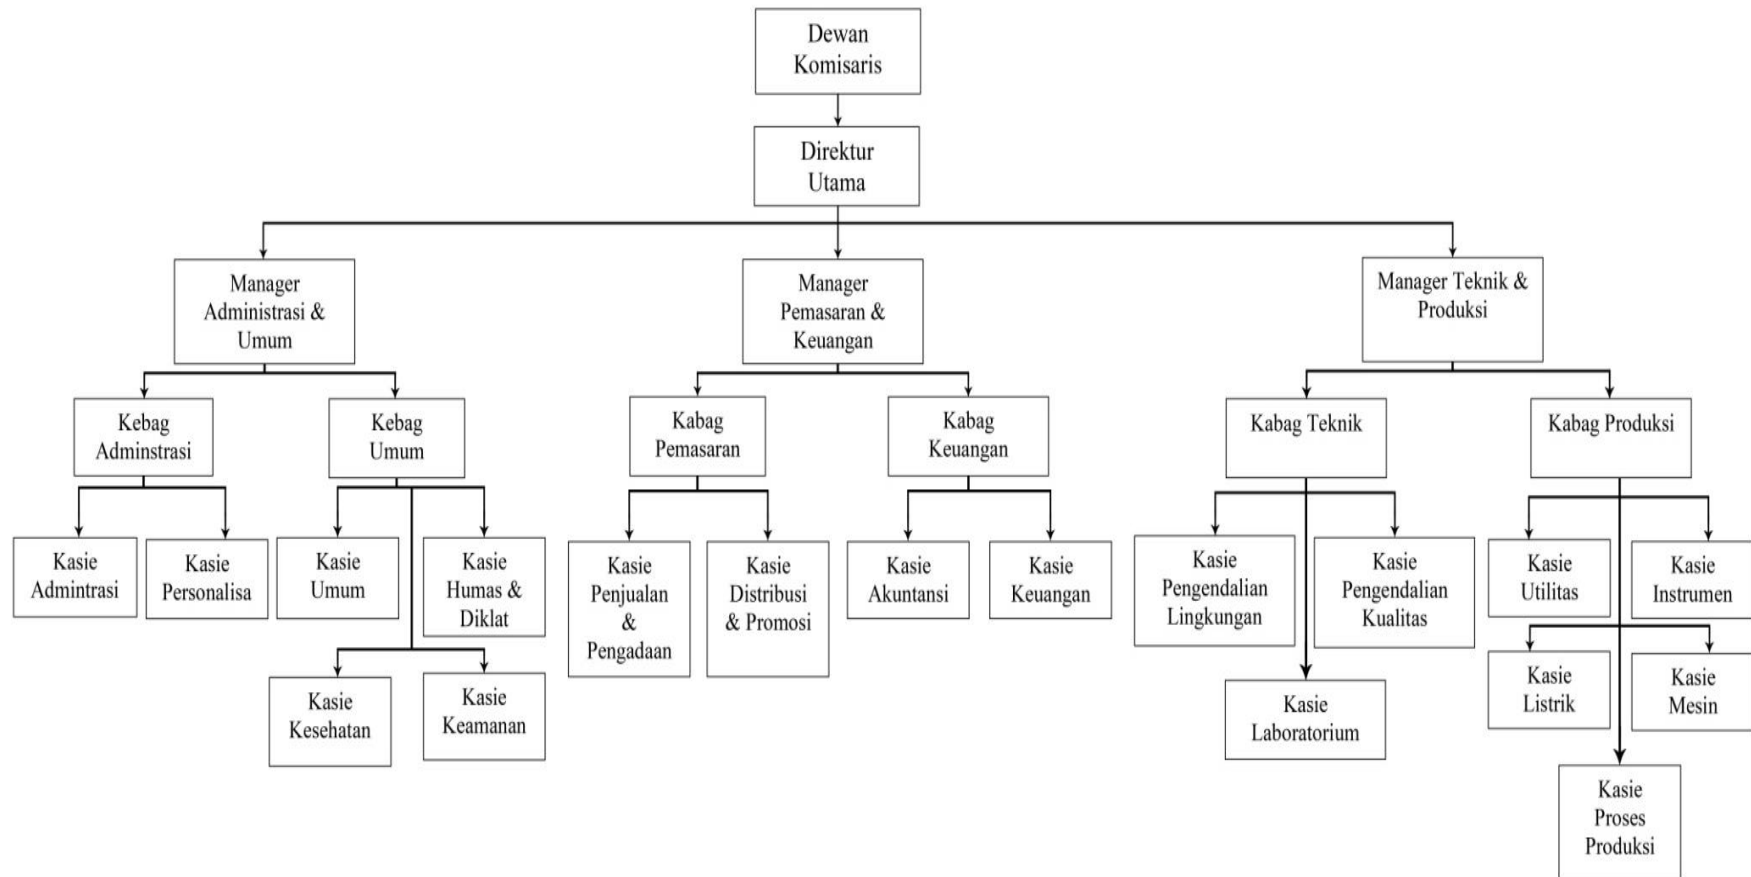 Dewan
Komisaris
Direktur
Utama
Manager
Administrasi &
Umum
Manager
Pemasaran &
Keuangan
Manager Teknik &
Produksi
Kebag
Adminstrasi
Kebag
Umum
Kabag
Pemasaran
Kabag
Keuangan
Kabag Teknik
Kabag Produksi
Kasie
Admintrasi
Kasie
Personalisa
Kasie
Umum
Kasie
Humas &
Diklat
Kasie
Penjualan
&
Pengadaan
Kasie
Distribusi
& Promosi
Kasie
Akuntansi
Kasie
Keuangan
Kasie
Pengendalian
Lingkungan
Kasie
Pengendalian
Kualitas
Kasie
Utilitas
Kasie
Instrumen
Kasie
Kesehatan
Kasie
Keamanan
Kasie
Laboratorium
Kasie
Listrik
Kasie
Mesin
Kasie
Proses
Produksi